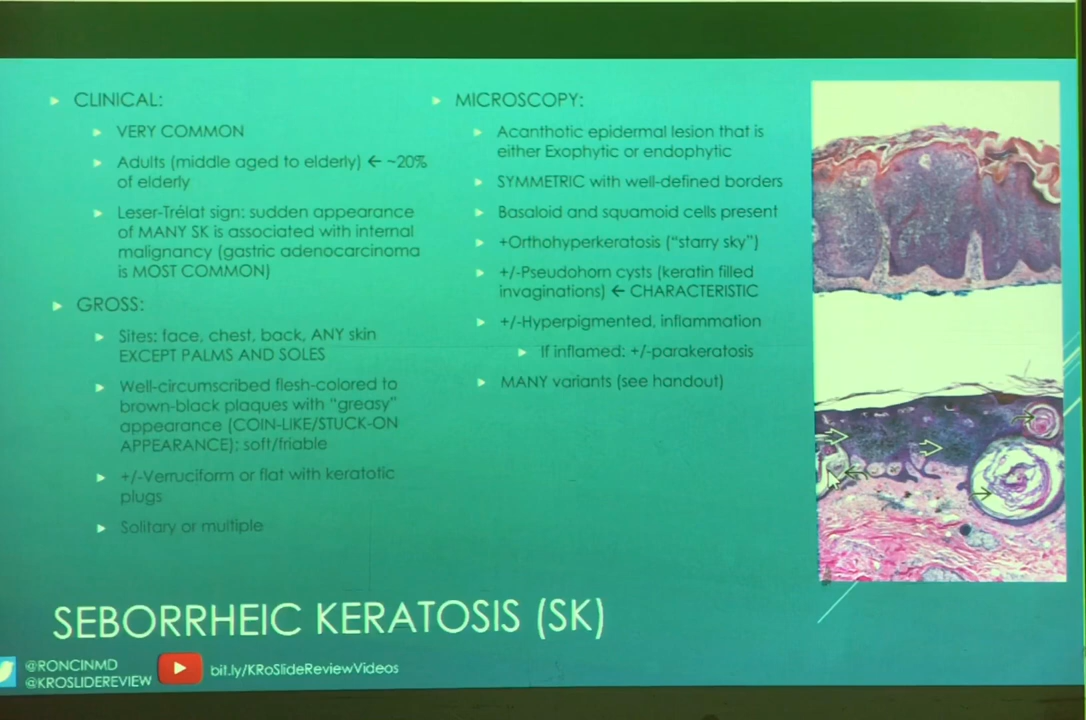 CLINICAL:
VERY COMMON
Adults (middle aged to elderly) ← ~20%
of elderly
Leser-Trélat sign: sudden appearance
of MANY SK is associated with internal
malignancy (gastric adenocarcinoma
is MOST COMMON)
GROSS:
Sites: face, chest, back, ANY skin
EXCEPT PALMS AND SOLES
Well-circumscribed flesh-colored to
brown-black plaques with “greasy”
appearance (COIN-LIKE/STUCK-ON
APPEARANCE); soft/friable
+/-Verruciform or flat with keratotic
plugs
Solitary or multiple
MICROSCOPY:
Acanthotic epidermal lesion that is
either Exophytic or endophytic
SYMMETRIC with well-defined borders
Basaloid and squamoid cells present
+Orthohyperkeratosis (“starry sky”)
+/-Pseudohorn cysts (keratin filled
invaginations) ← CHARACTERISTIC
+/-Hyperpigmented, inflammation
If inflamed: +/-parakeratosis
MANY variants (see handout)
SEBORRHEIC KERATOSIS (SK)
@RONCINMD
@KROSLIDEREVIEW
bit.ly/KRoSlideReviewVideos